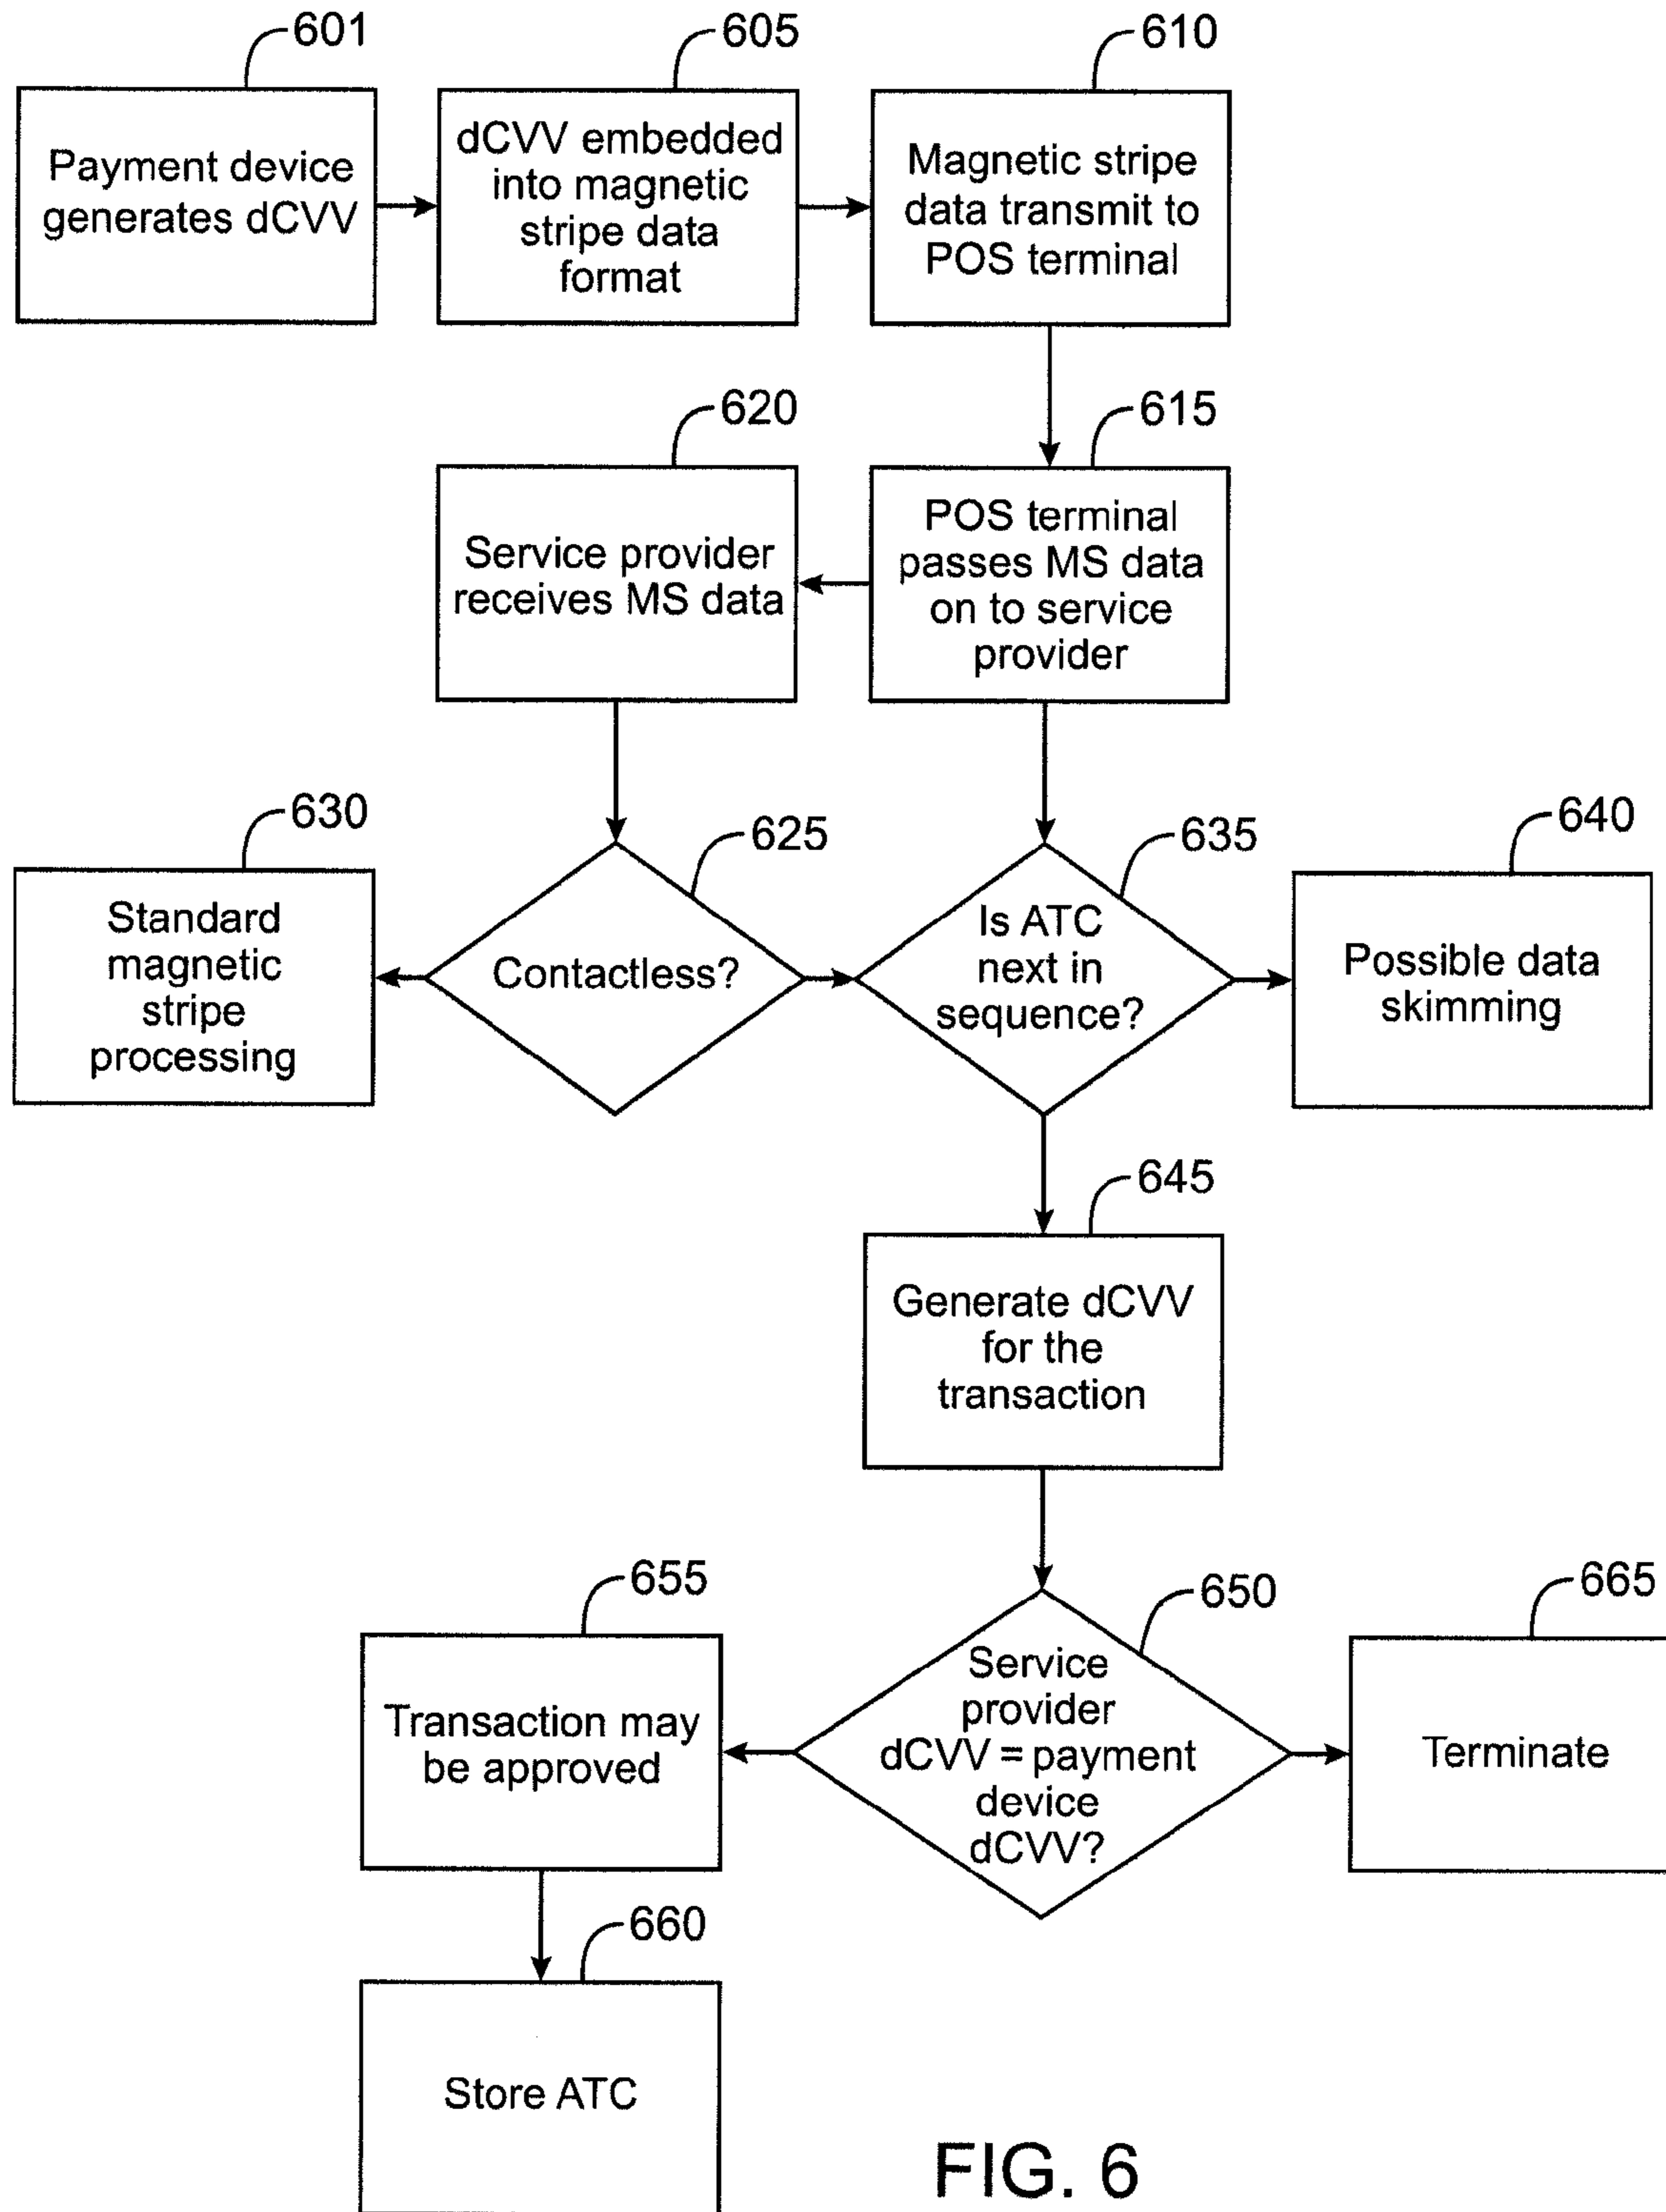 601
Payment device
generates dCVV
605
dCVV embedded
into magnetic
stripe data
format
610
Magnetic stripe
data transmit to
POS terminal
620
Service provider
receives MS data
615
POS terminal
passes MS data
on to service
provider
630
Standard
magnetic
stripe
processing
625
Contactless?
635
Is ATC
next in
sequence?
640
Possible data
skimming
645
Generate dCVV
for the
transaction
655
Transaction may
be approved
650
Service
provider
dCVV = payment
device
dCVV?
665
Terminate
660
Store ATC
FIG. 6